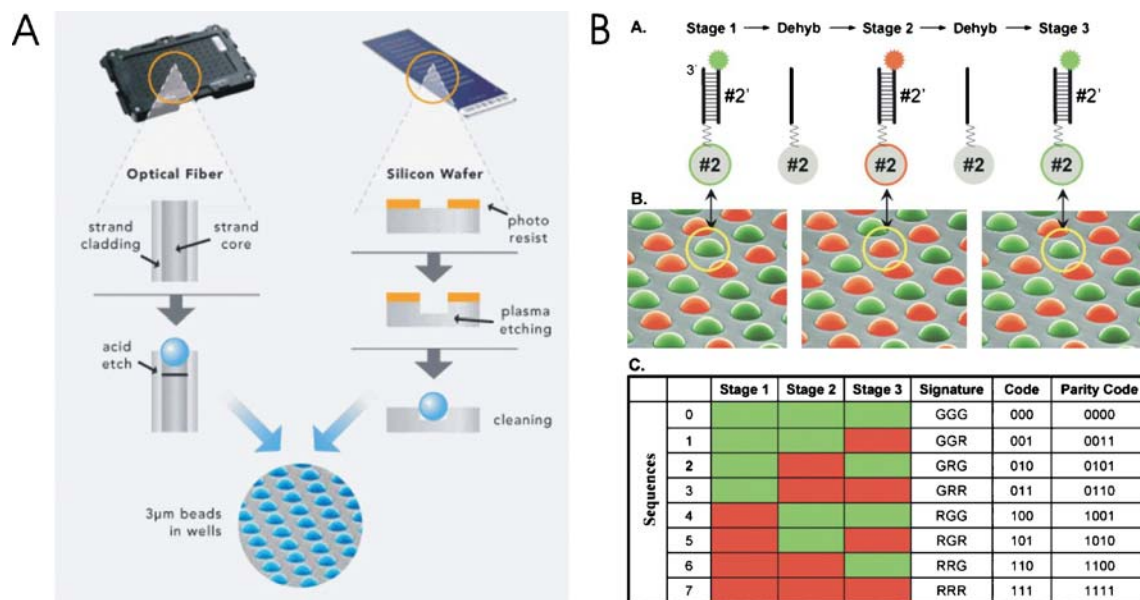 A
Optical Fiber
Silicon Wafer
strand cladding
strand core
photo resist
plasma etching
acid etch
cleaning
3µm beads in wells
B
A. Stage 1 Dehyb Stage 2 Dehyb Stage 3
3´ #2' #2' #2'
#2 #2 #2 #2 #2
B.
C.
Stage 1 Stage 2 Stage 3 Signature Code Parity Code
Sequences
0 GGG 000 0000
1 GGR 001 0011
2 GRG 010 0101
3 GRR 011 0110
4 RGG 100 1001
5 RGR 101 1010
6 RRG 110 1100
7 RRR 111 1111